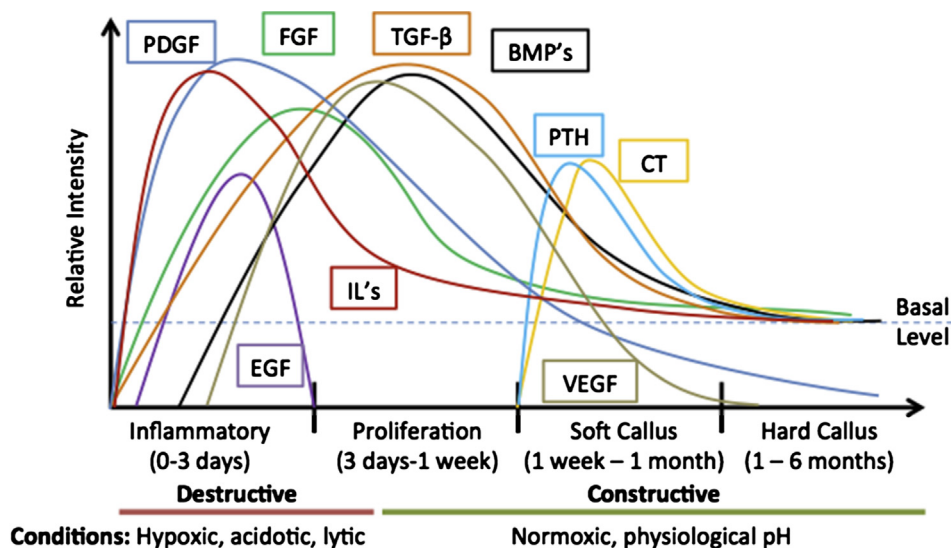 PDGF
FGF
TGF-β
BMP's
PTH
CT
Relative Intensity
IL's
EGF
VEGF
Basal
Level
Inflammatory
(0-3 days)
Proliferation
(3 days-1 week)
Soft Callus
(1 week – 1 month)
Hard Callus
(1 – 6 months)
Destructive
Constructive
Conditions: Hypoxic, acidotic, lytic
Normoxic, physiological pH